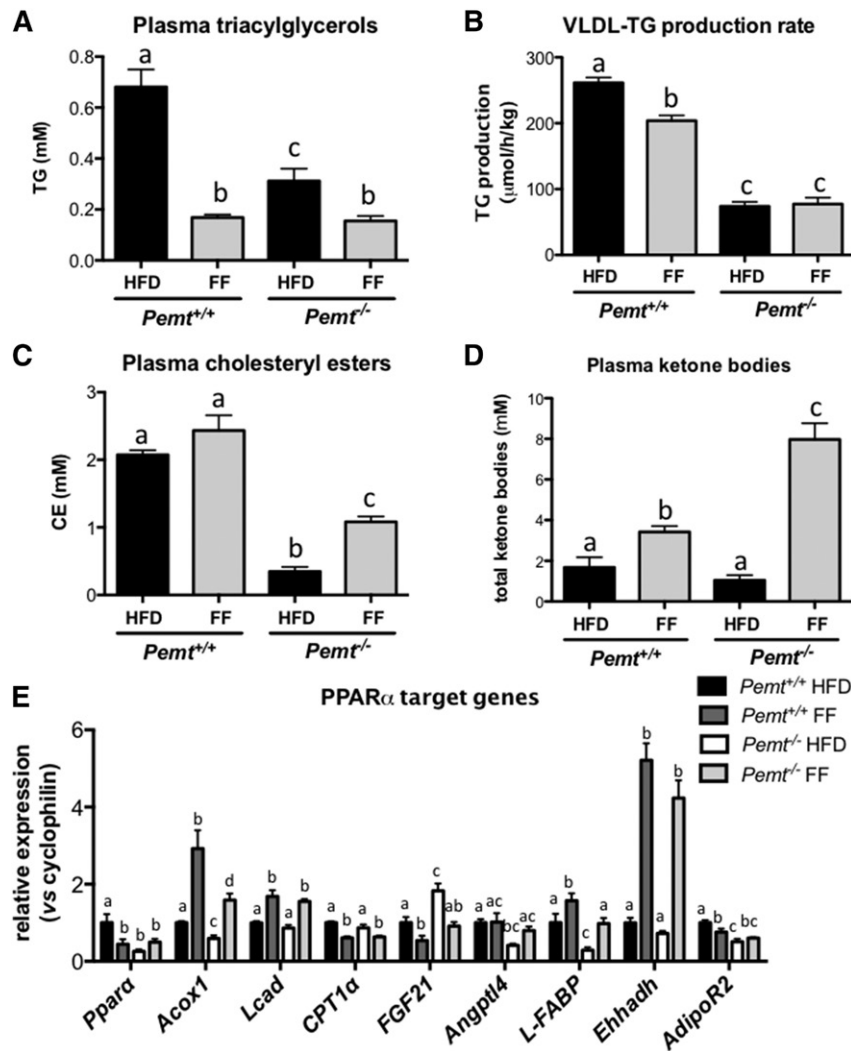 A
Plasma triacylglycerols
TG (mM)
0.8
0.6
0.4
0.2
0.0
a
b
c
b
HFD
FF
HFD
FF
Pemt+/+
Pemt-/-
B
VLDL-TG production rate
TG production
(μmol/h/kg)
300
200
100
0
a
b
c
c
HFD
FF
HFD
FF
Pemt+/+
Pemt-/-
C
Plasma cholesteryl esters
CE (mM)
3
2
1
0
a
a
b
c
HFD
FF
HFD
FF
Pemt+/+
Pemt-/-
D
Plasma ketone bodies
total ketone bodies (mM)
10
8
6
4
2
0
a
b
a
c
HFD
FF
HFD
FF
Pemt+/+
Pemt-/-
E
PPARα target genes
Pemt+/+ HFD
Pemt+/+ FF
Pemt-/- HFD
Pemt-/- FF
relative expression
(vs cyclophilin)
6
4
2
0
a b b b
a b c d
a b a b
a b a b
a b c ab
a a bc ac
a b c a
a b a b
a b c bc
Pparα
Acox1
Lcad
CPT1α
FGF21
Angptl4
L-FABP
Ehhadh
AdipoR2